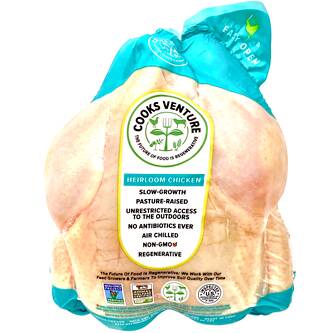 EASY OPEN
COOKS VENTURE
THE FUTURE OF FOOD IS REGENERATIVE
HEIRLOOM CHICKEN
SLOW-GROWTH
PASTURE-RAISED
UNRESTRICTED ACCESS
TO THE OUTDOORS
NO ANTIBIOTICS EVER
AIR CHILLED
NON-GMO
REGENERATIVE
The Future Of Food Is Regenerative: We Work With Our
Feed Growers & Farmers To Improve Soil Quality Over Time